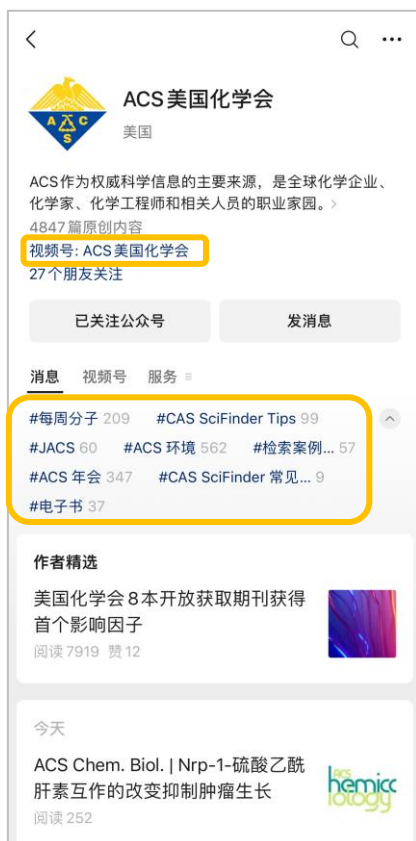 ACS美国化学会
A C S
美国
ACS作为权威科学信息的主要来源，是全球化学企业、
化学家、化学工程师和相关人员的职业家园。
4847篇原创内容
视频号: ACS美国化学会
27个朋友关注
已关注公众号 发消息
消息 视频号 服务
#每周分子 209 #CAS SciFinder Tips 99
#JACS 60 #ACS 环境 562 #检索案例... 57
#ACS 年会 347 #CAS SciFinder 常见... 9
#电子书 37
作者精选
美国化学会8本开放获取期刊获得
首个影响因子
阅读 7919 赞 12
今天
ACS Chem. Biol. | Nrp-1-硫酸乙酰
肝素互作的改变抑制肿瘤生长
阅读 252
acs
hemicc
iology